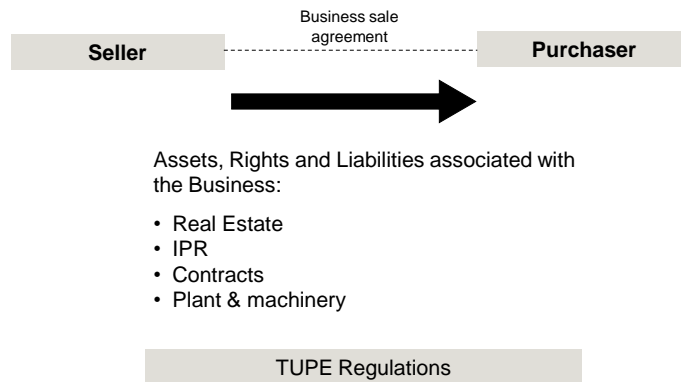 Business sale
agreement
Seller
Purchaser
Assets, Rights and Liabilities associated with
the Business:
• Real Estate
• IPR
• Contracts
• Plant & machinery
TUPE Regulations